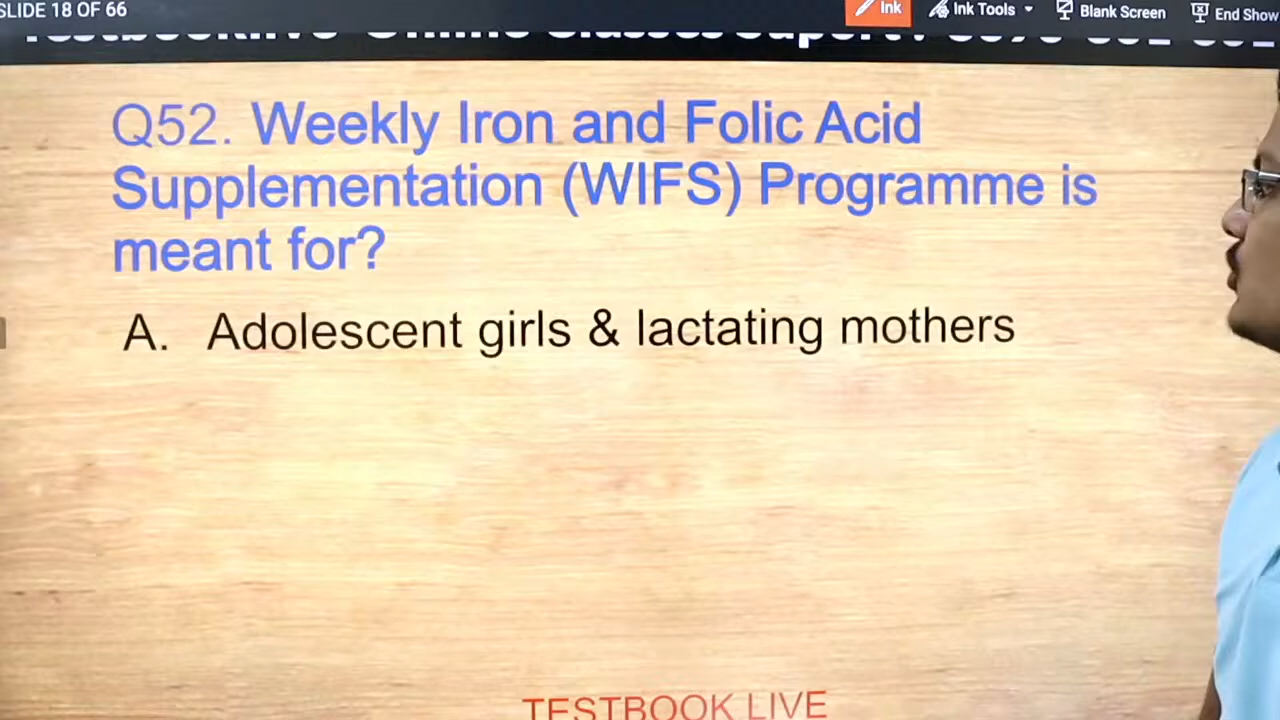 SLIDE 18 OF 66
Ink
Ink Tools
Blank Screen
End Show
Q52. Weekly Iron and Folic Acid
Supplementation (WIFS) Programme is
meant for?
A. Adolescent girls & lactating mothers
TESTBOOK LIVE